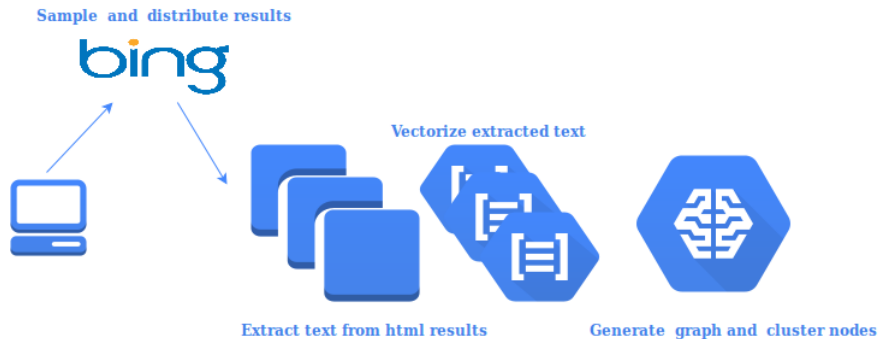 Sample and distribute results
bing
Vectorize extracted text
Extract text from html results
Generate graph and cluster nodes